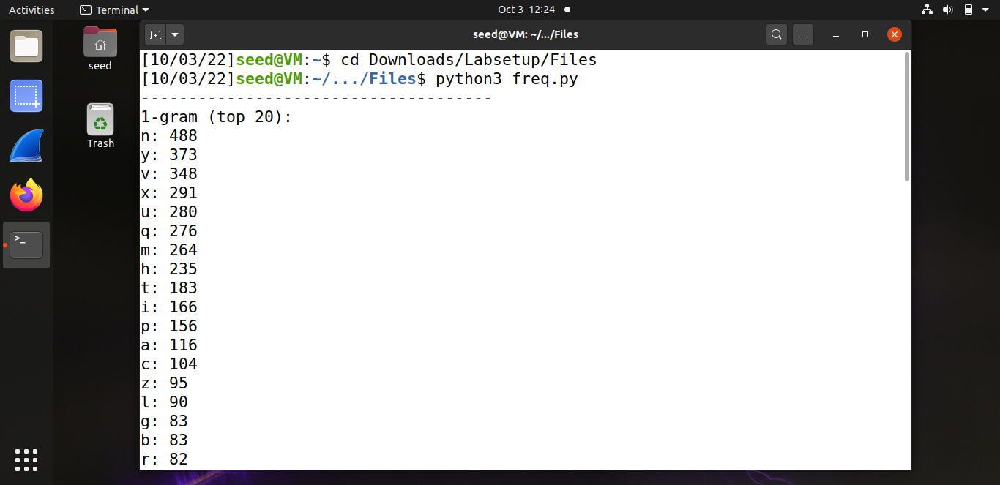 Activities
Terminal
Oct 3 12:24
seed
Trash
seed@VM: ~/.../Files
[10/03/22]seed@VM:~$ cd Downloads/Labsetup/Files
[10/03/22]seed@VM:~/.../Files$ python3 freq.py
-------------------------------------
1-gram (top 20):
n: 488
y: 373
v: 348
x: 291
u: 280
q: 276
m: 264
h: 235
t: 183
i: 166
p: 156
a: 116
c: 104
z: 95
l: 90
g: 83
b: 83
r: 82